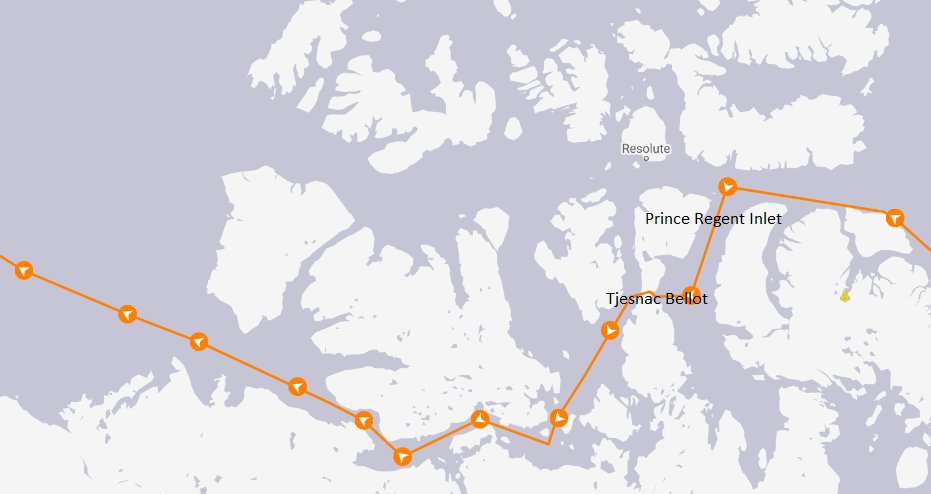 Resolute
Prince Regent Inlet
Tjesnac Bellot